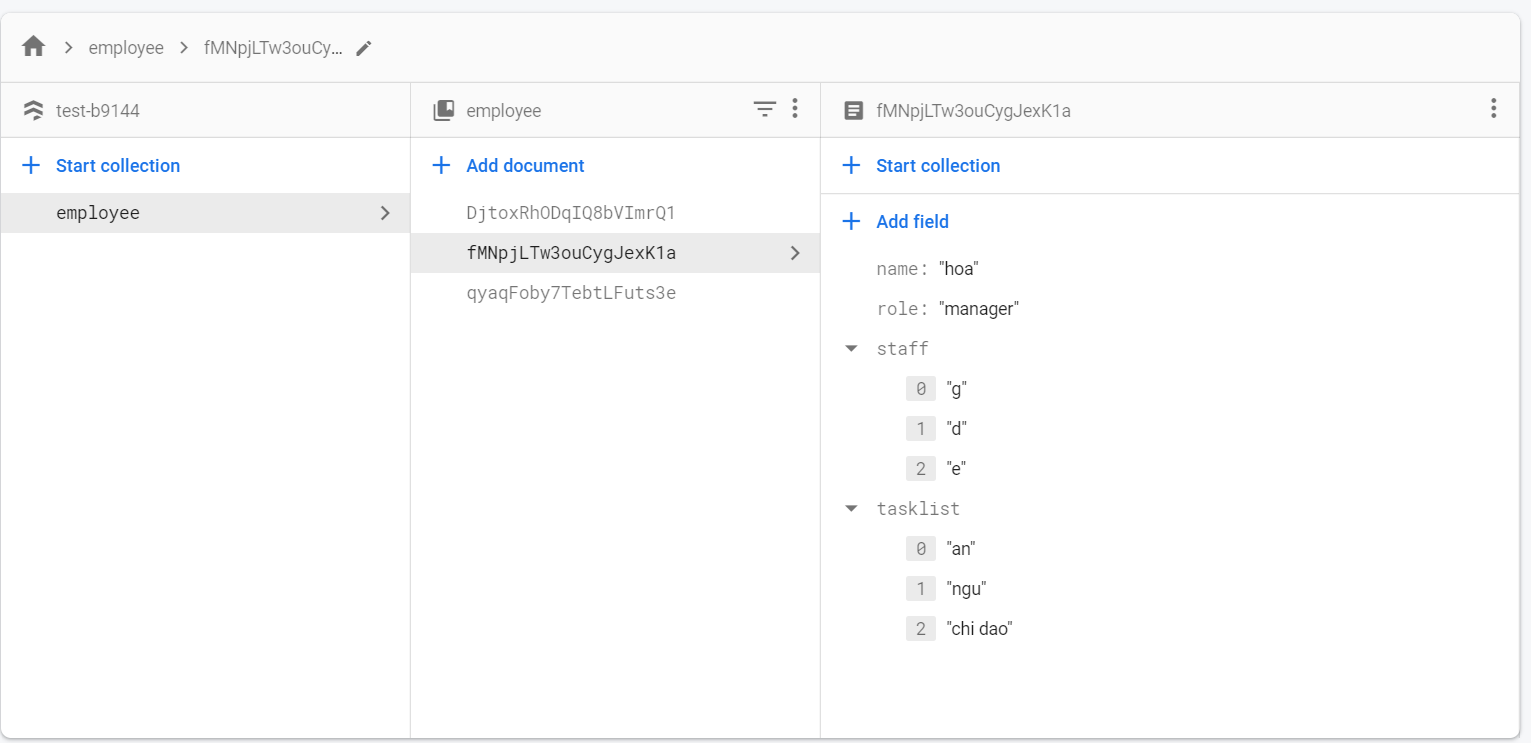 employee
fMNpjLTw3ouCy...
test-b9144
employee
fMNpjLTw3ouCygJexK1a
Start collection
Add document
Start collection
employee
DjtoxRhODqIQ8bVImrQ1
fMNpjLTw3ouCygJexK1a
qyaqFoby7TebtLFuts3e
Add field
name: "hoa"
role: "manager"
staff
0 "g"
1 "d"
2 "e"
tasklist
0 "an"
1 "ngu"
2 "chi dao"